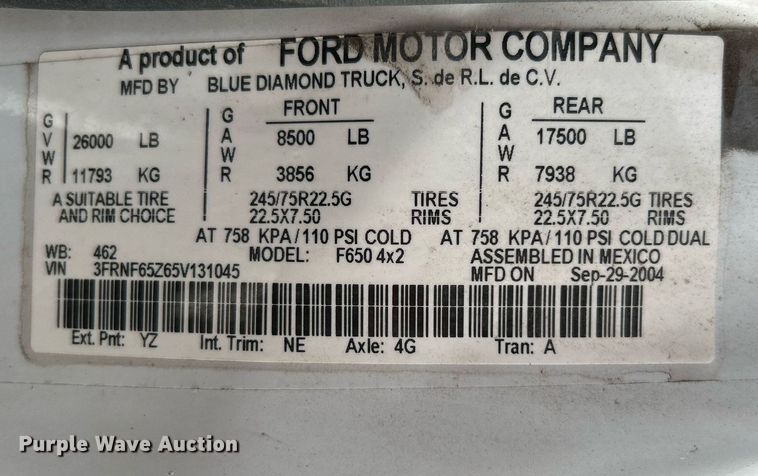 A product of FORD MOTOR COMPANY
MFD BY BLUE DIAMOND TRUCK, S. de R.L. de C.V.
FRONT REAR
GVWR 26000 LB GAWR 8500 LB GAWR 17500 LB
11793 KG 3856 KG 7938 KG
A SUITABLE TIRE 245/75R22.5G TIRES 245/75R22.5G TIRES
AND RIM CHOICE 22.5X7.50 RIMS 22.5X7.50 RIMS
AT 758 KPA/110 PSI COLD AT 758 KPA/110 PSI COLD DUAL
WB: 462 MODEL: F650 4x2 ASSEMBLED IN MEXICO
VIN 3FRNF65Z65V131045 MFD ON Sep-29-2004
Ext. Pnt: YZ Int. Trim: NE Axle: 4G Tran: A
Purple Wave Auction